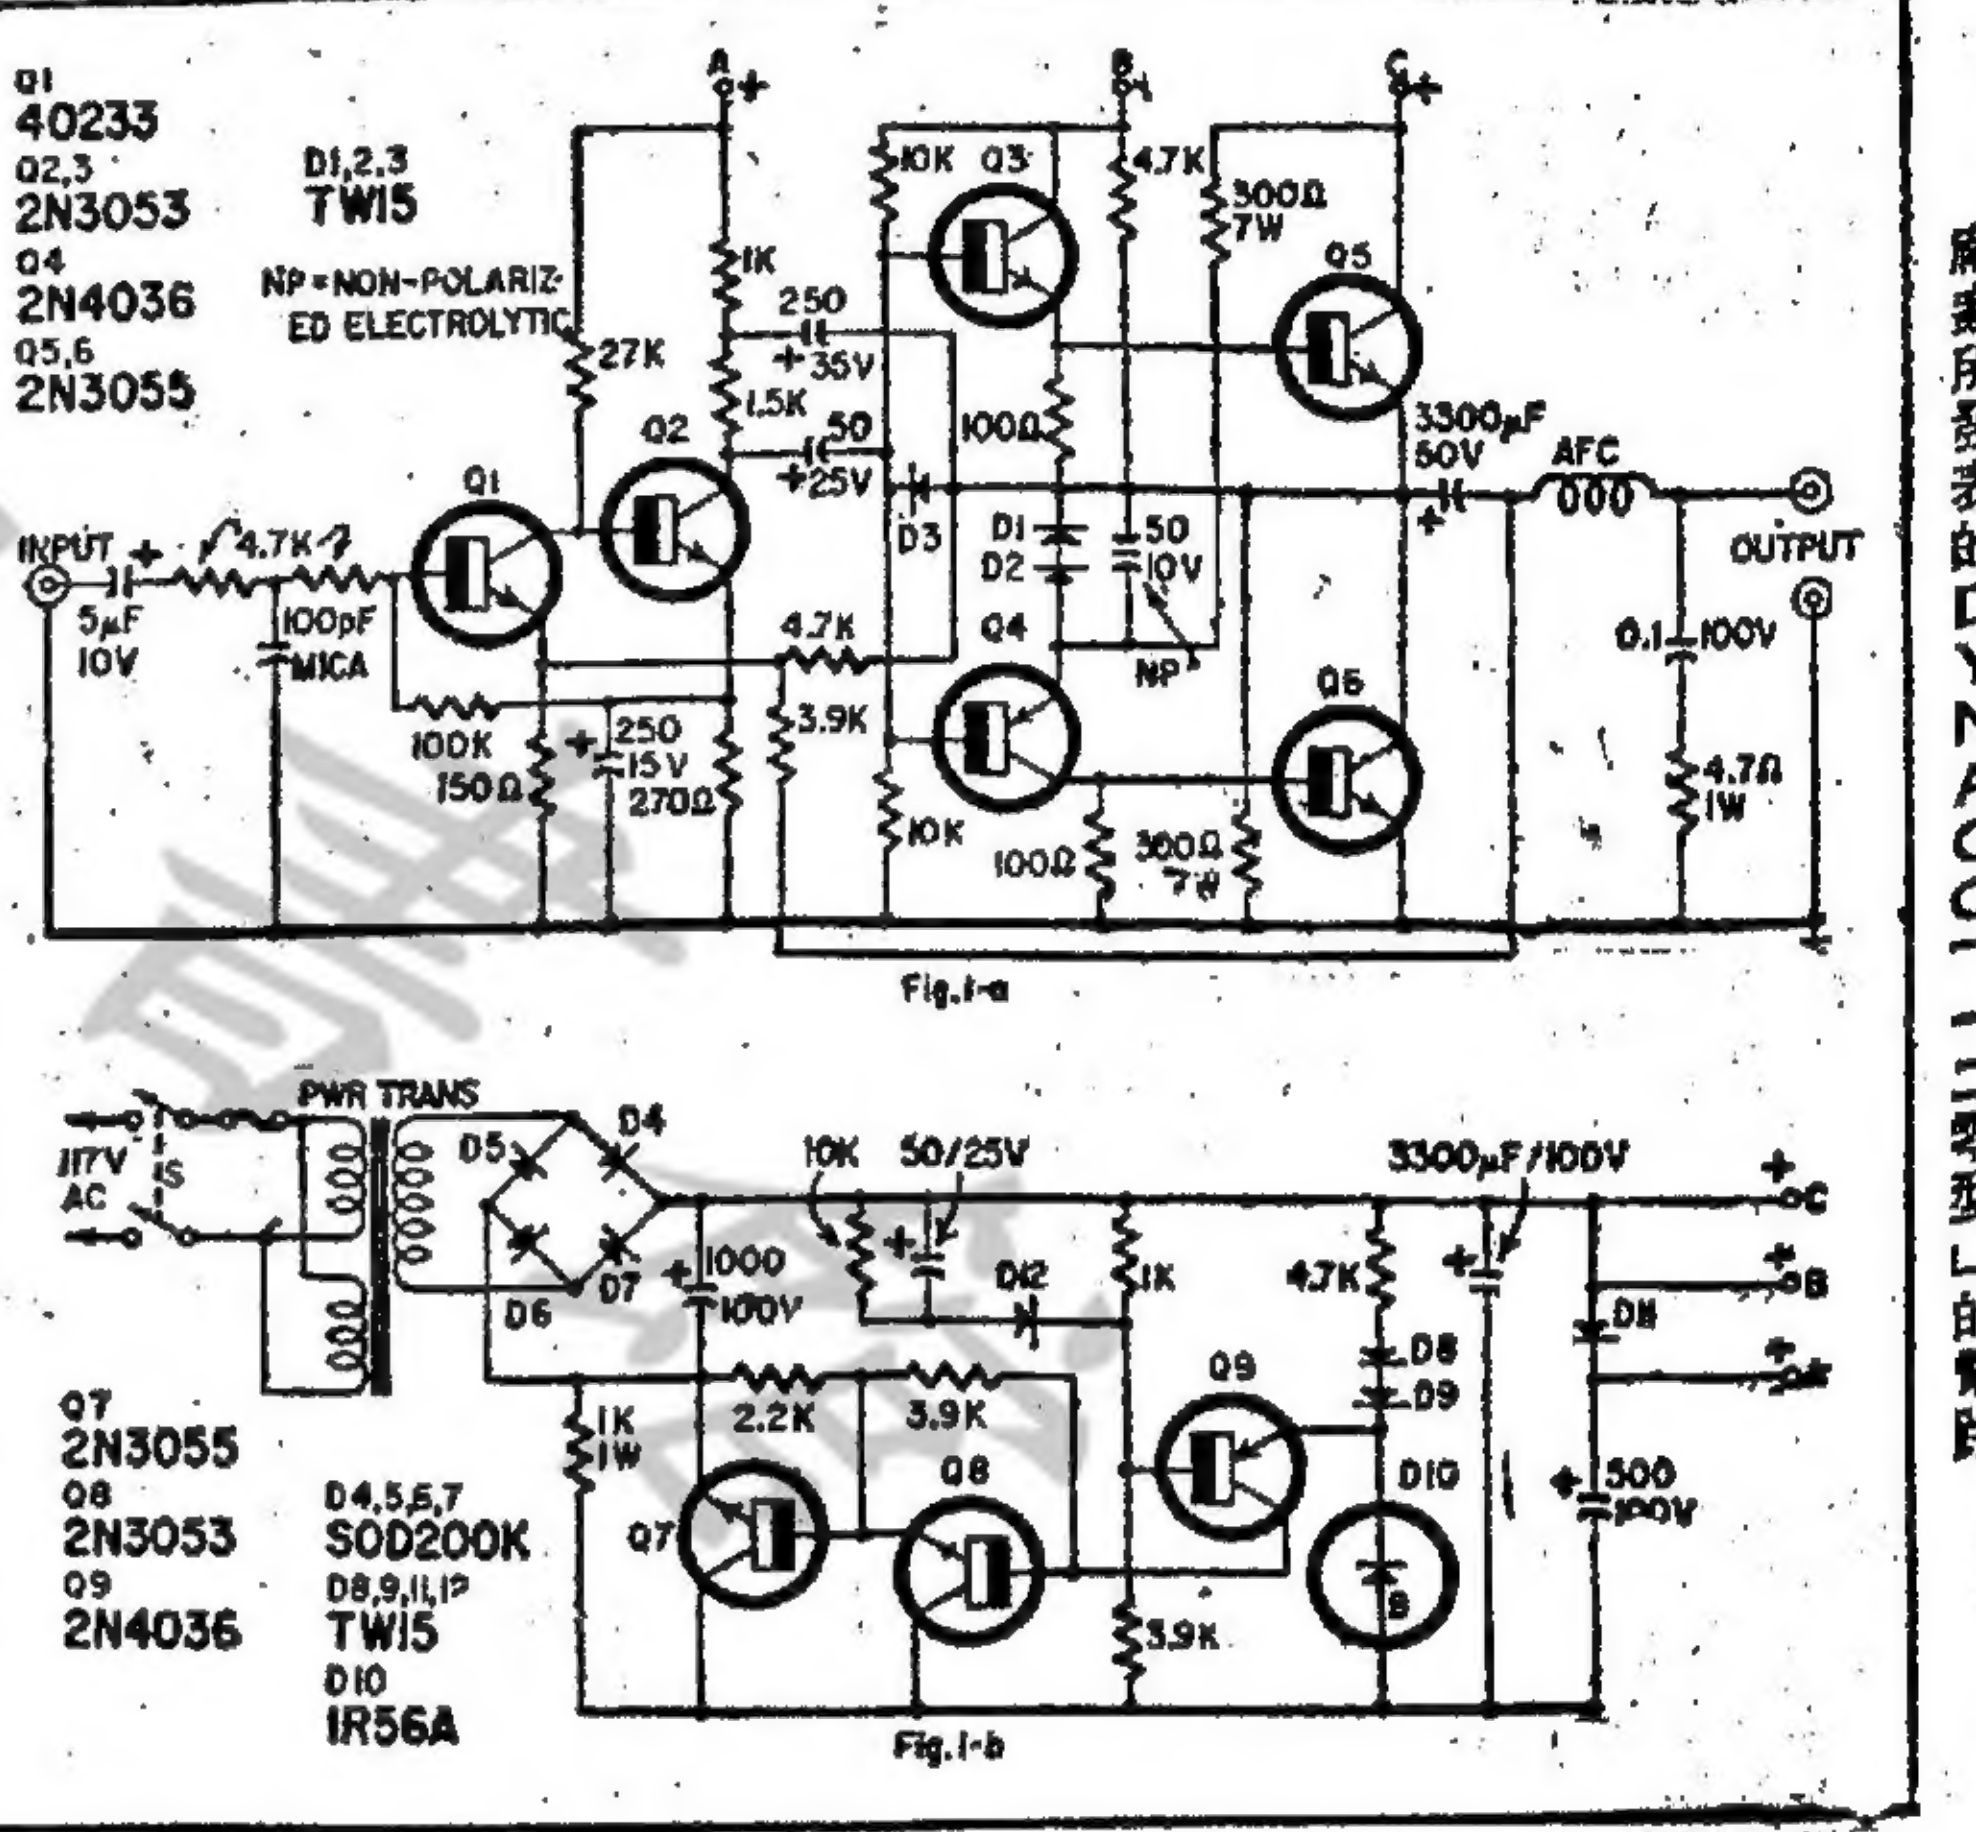 Q1
40233
Q2,3
2N3053
Q4
2N4036
Q5,6
2N3055
D1,2,3
TW15
NP=NON-POLARIZ-
ED ELECTROLYTIC
A
+
B
+
C
+
10K
Q3
4.7K
300Ω
7W
Q5
1K
250
+35V
27K
1.5K
Q2
50
+25V
100Ω
3300µF
50V
AFC
Q1
D3
D1
D2
50
10V
OUTPUT
INPUT
+
4.7K
5µF
10V
100pF
MICA
4.7K
Q4
NP
0.1
100V
100K
150Ω
+
250
15V
270Ω
3.9K
Q6
4.7Ω
1W
10K
100Ω
300Ω
7W
Fig.1-a
PWR TRANS
117V
AC
S
D5
D4
D6
D7
10K
50/25V
3300µF/100V
+
1000
100V
D12
1K
4.7K
+C
+B
D11
+
D8
D9
Q9
2.2K
3.9K
1K
1W
Q7
2N3055
Q8
2N3053
Q9
2N4036
D4,5,6,7
SOD200K
D8,9,11,12
TW15
D10
1R56A
Q7
Q8
D10
B
+
500
100V
3.9K
Fig.1-b